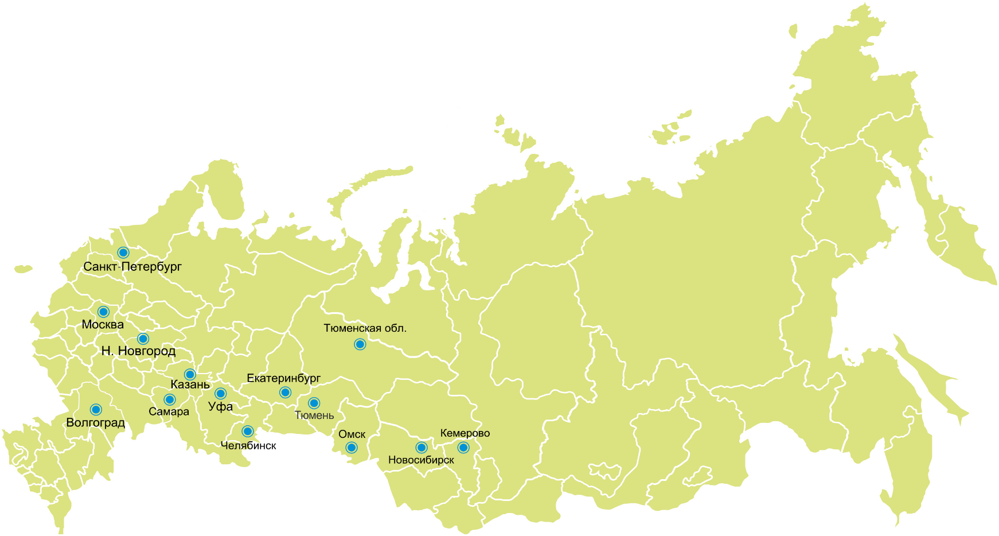 Санкт-Петербург
Москва
Тюменская обл.
Н. Новгород
Екатеринбург
Казань
Уфа
Самара
Тюмень
Волгоград
Омск
Кемерово
Челябинск
Новосибирск